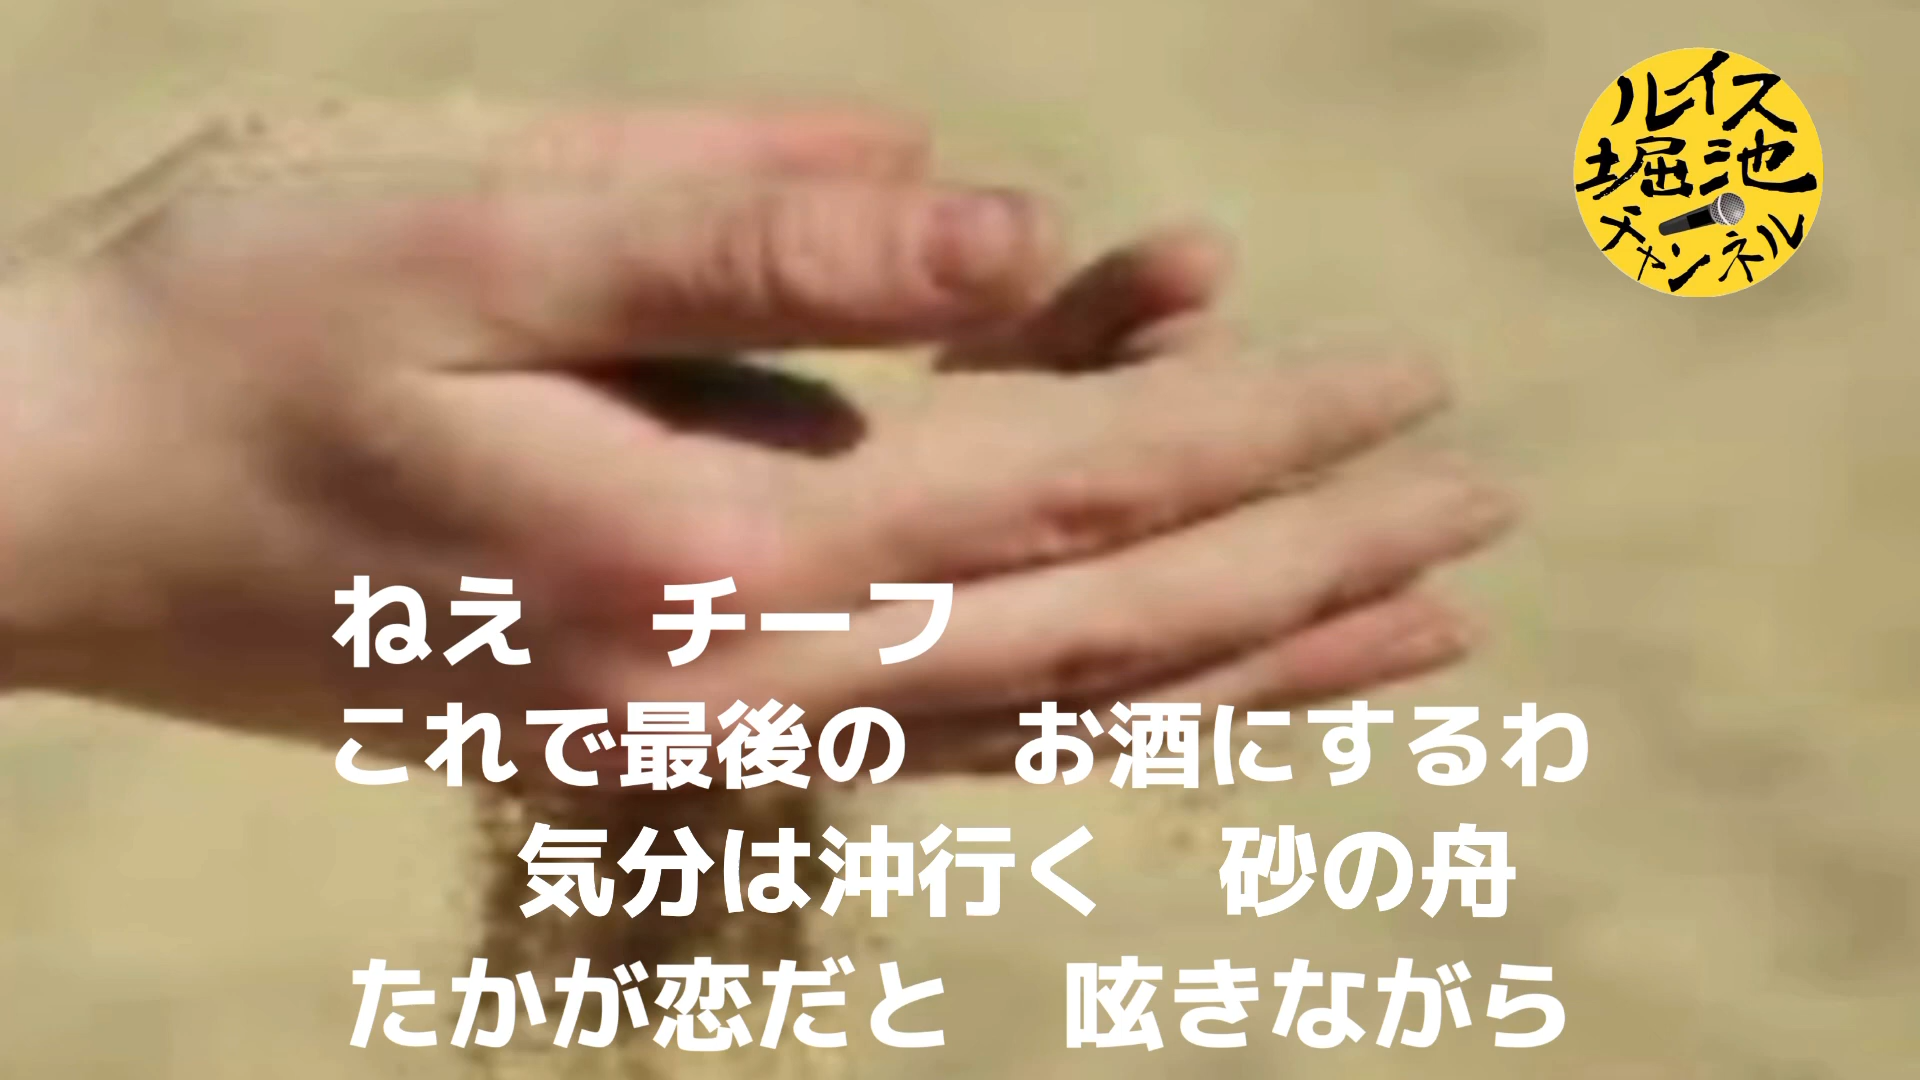 ルイス
堀池
チャンネル
ねえ　チーフ
これで最後の　お酒にするわ
気分は沖行く　砂の舟
たかが恋だと　呟きながら